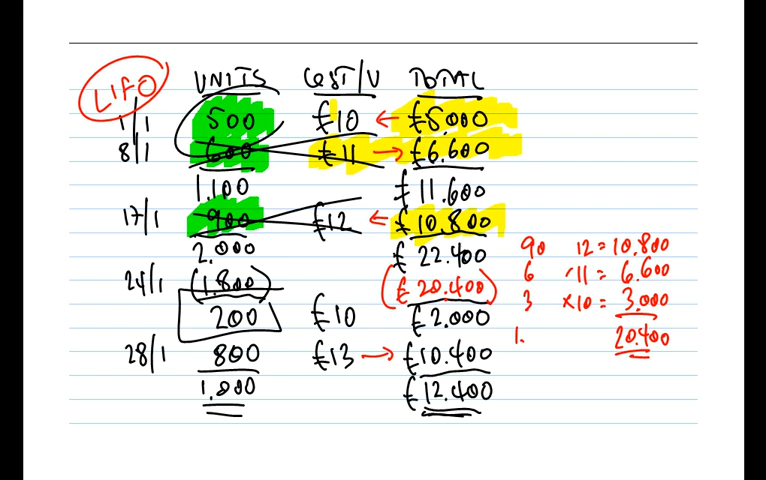 LIFO
UNITS COST/U TOTAL
1/1 500 £10 ← £5.000
8/1 600 £11 → £6.600
1.100 £11.600
17/1 900 £12 ← £10.800
2.000 £22.400
24/1 (1.800) (£20.400)
200 £10 £2.000
28/1 800 £13 → £10.400
1.000 £12.400
90 12 = 10.800
6 11 = 6.600
3 ×10 = 3.000
1. 20.400